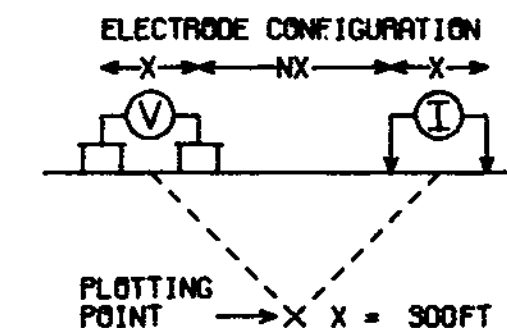 ELECTRODE CONFIGURATION
X NX X
V I
PLOTTING
POINT X X = 300FT